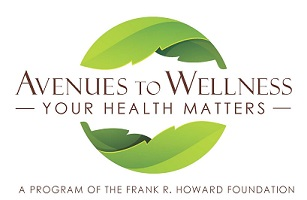 AVENUES TO WELLNESS
— YOUR HEALTH MATTERS —
A PROGRAM OF THE FRANK R. HOWARD FOUNDATION